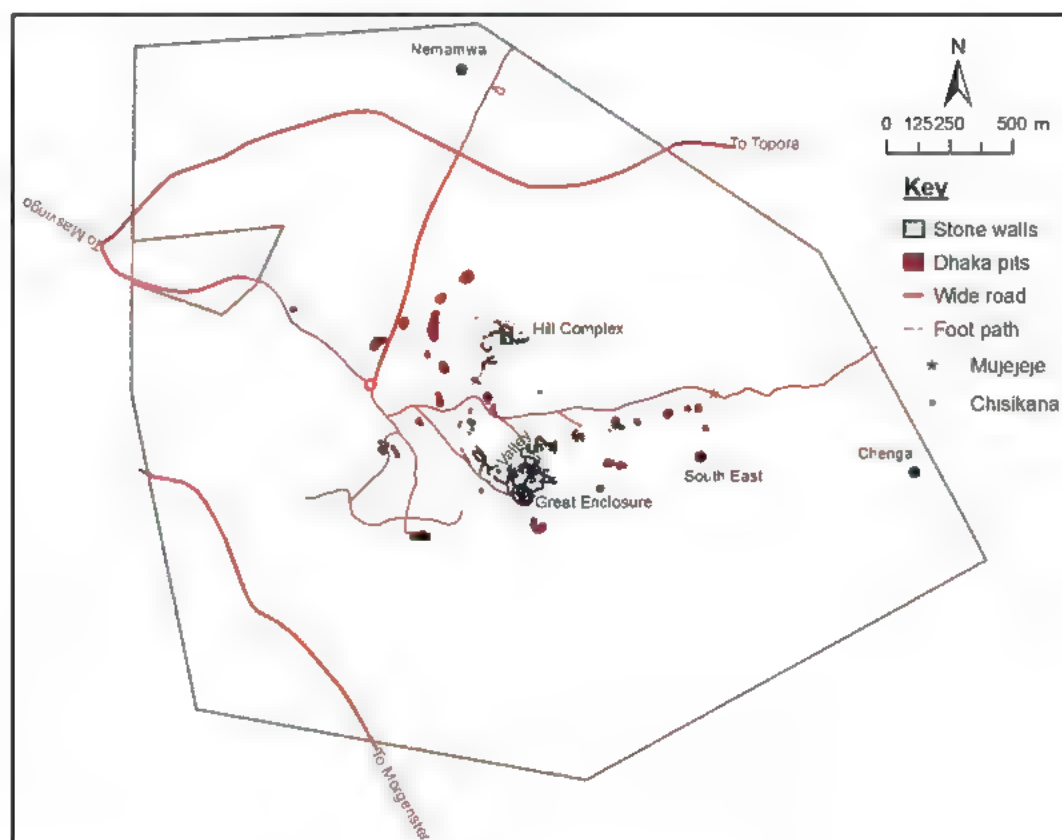 Nemamwa
N
0 125250 500 m
To Topora
Key
To Masvingo
Stone walls
Dhaka pits
Wide road
Hill Complex
Foot path
Mujejeje
Chisikana
Valley
Chenga
South East
Great Enclosure
To Morgenster